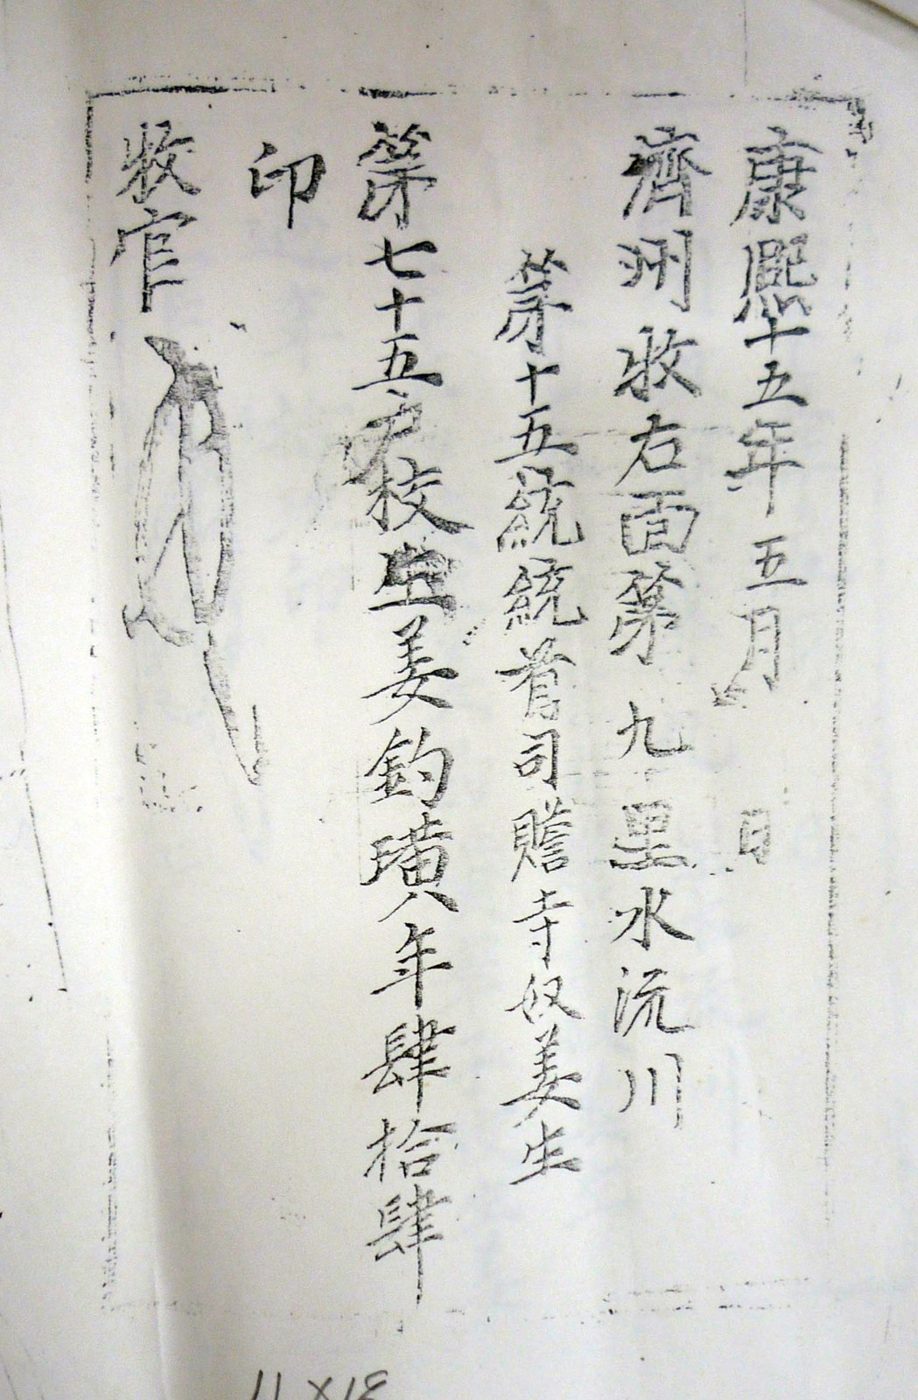 康熙十五年五月 日
濟州牧右面第九里水流川
第十五統統首司贍寺奴姜生
第七十五戶校生姜鈞璜年肆拾肆
印
牧官
11 X 18